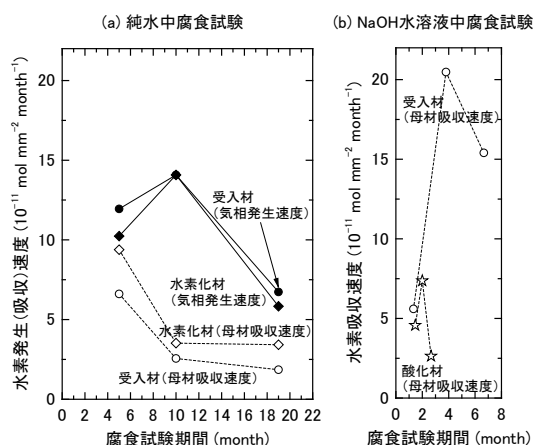 (a) 純水中腐食試験
水素発生(吸収)速度 (10⁻¹¹ mol mm⁻² month⁻¹)
20
15
10
5
0
受入材
(気相発生速度)
水素化材
(気相発生速度)
水素化材(母材吸収速度)
受入材(母材吸収速度)
0 2 4 6 8 10 12 14 16 18 20 22
腐食試験期間 (month)
(b) NaOH水溶液中腐食試験
水素吸収速度 (10⁻¹¹ mol mm⁻² month⁻¹)
20
15
10
5
0
受入材
(母材吸収速度)
酸化材
(母材吸収速度)
0 2 4 6 8
腐食試験期間 (month)